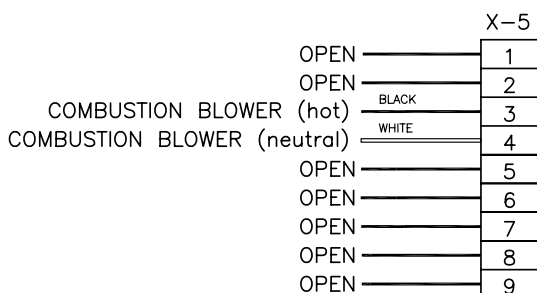 X-5
OPEN 1
OPEN 2
COMBUSTION BLOWER (hot) BLACK 3
COMBUSTION BLOWER (neutral) WHITE 4
OPEN 5
OPEN 6
OPEN 7
OPEN 8
OPEN 9